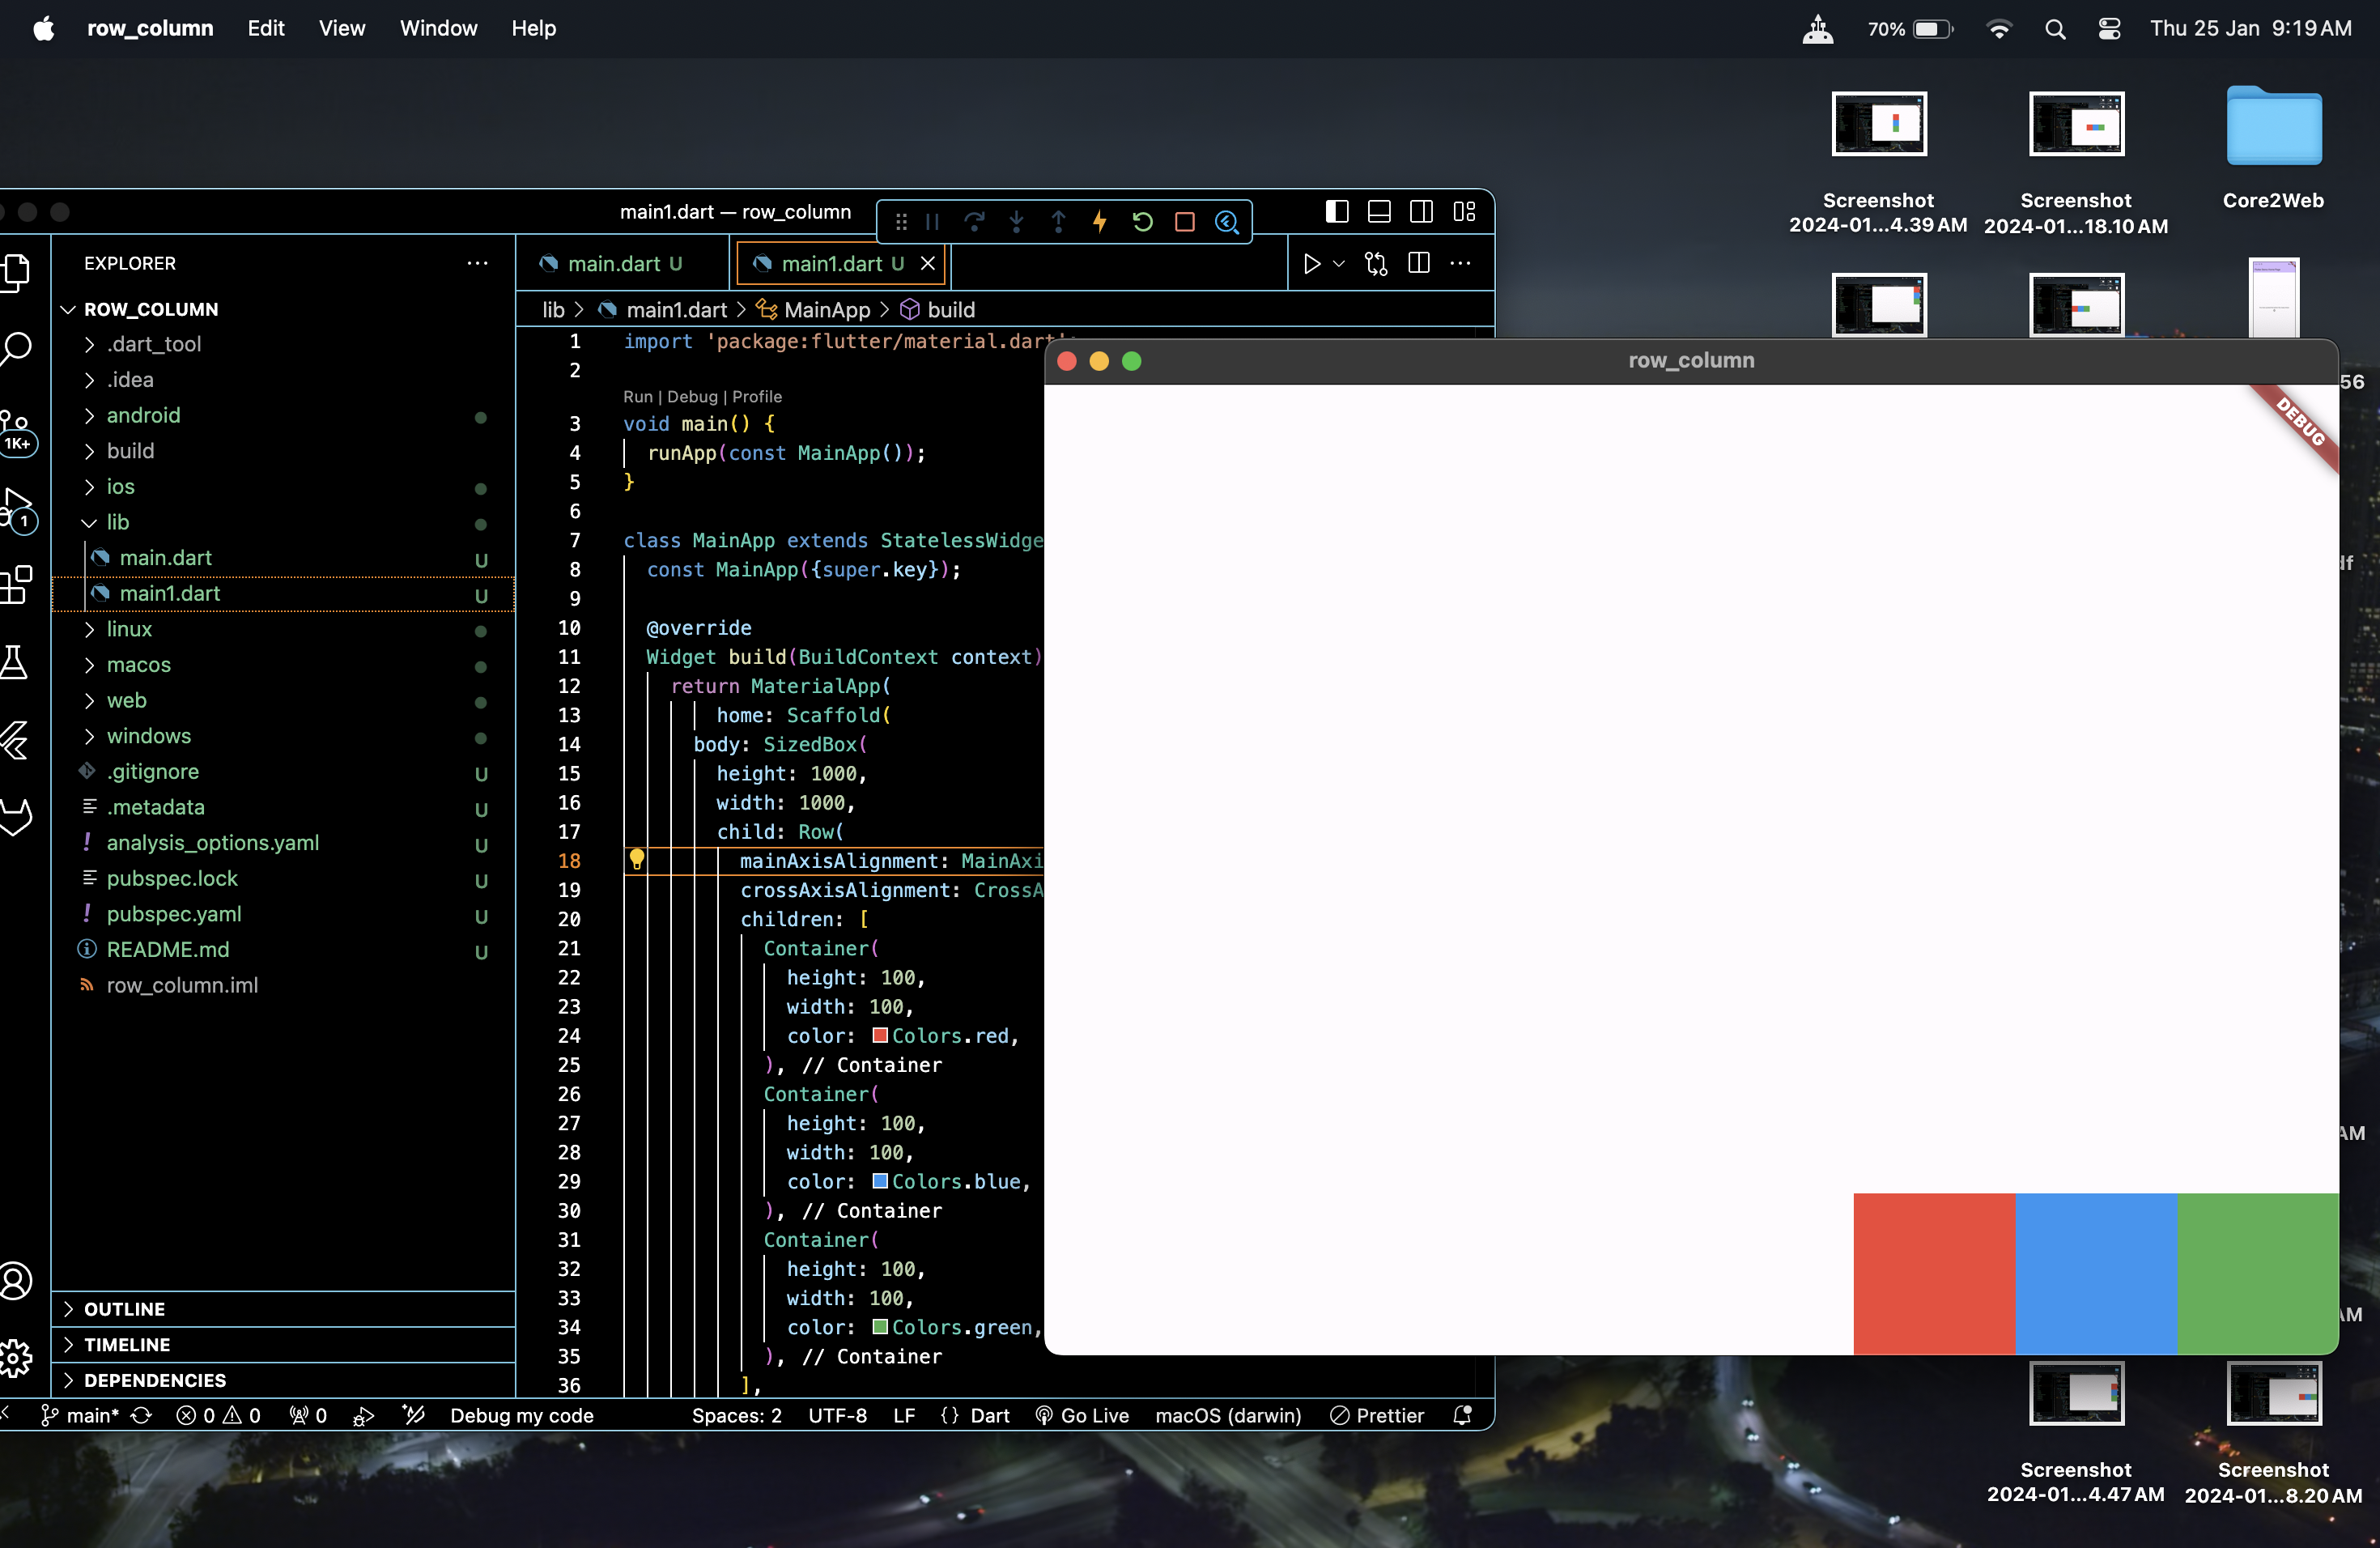 row_column Edit View Window Help
70% Thu 25 Jan 9:19 AM
Screenshot
2024-01...4.39 AM
Screenshot
2024-01...18.10 AM
Core2Web
main1.dart — row_column
EXPLORER
main.dart U
main1.dart U
ROW_COLUMN
lib > main1.dart > MainApp > build
.dart_tool
.idea
android
build
ios
lib
main.dart U
main1.dart U
linux
macos
web
windows
.gitignore U
.metadata U
analysis_options.yaml U
pubspec.lock U
pubspec.yaml U
README.md U
row_column.iml
OUTLINE
TIMELINE
DEPENDENCIES
1K+
1
1 import 'package:flutter/material.dart';
2
Run | Debug | Profile
3 void main() {
4 runApp(const MainApp());
5 }
6
7 class MainApp extends StatelessWidge
8 const MainApp({super.key});
9
10 @override
11 Widget build(BuildContext context)
12 return MaterialApp(
13 home: Scaffold(
14 body: SizedBox(
15 height: 1000,
16 width: 1000,
17 child: Row(
18 mainAxisAlignment: MainAxi
19 crossAxisAlignment: CrossA
20 children: [
21 Container(
22 height: 100,
23 width: 100,
24 color: Colors.red,
25 ), // Container
26 Container(
27 height: 100,
28 width: 100,
29 color: Colors.blue,
30 ), // Container
31 Container(
32 height: 100,
33 width: 100,
34 color: Colors.green,
35 ), // Container
36 ],
row_column
DEBUG
56
df
AM
AM
main* 0 0 0 Debug my code Spaces: 2 UTF-8 LF {} Dart Go Live macOS (darwin) Prettier
Screenshot
2024-01...4.47 AM
Screenshot
2024-01...8.20 AM